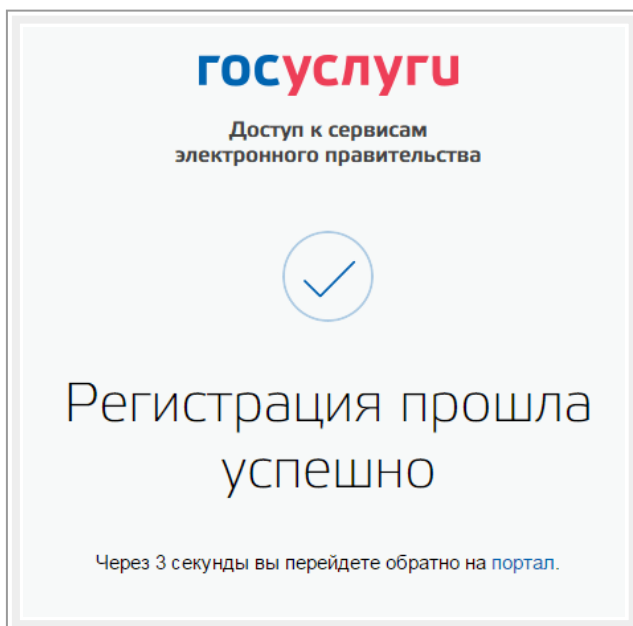 госуслуги
Доступ к сервисам
электронного правительства
Регистрация прошла
успешно
Через 3 секунды вы перейдете обратно на портал.